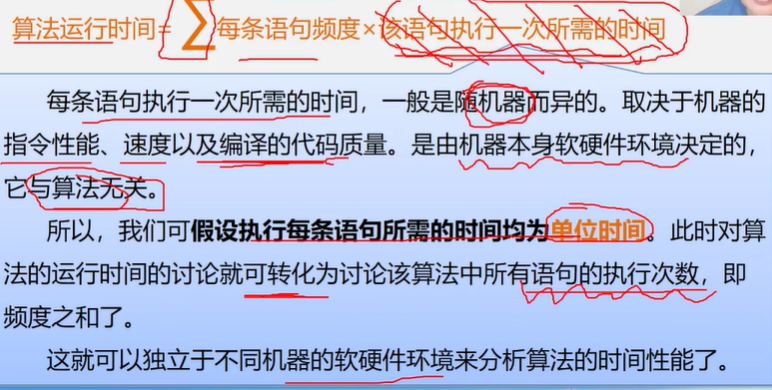 算法运行时间=∑每条语句频度×该语句执行一次所需的时间
每条语句执行一次所需的时间，一般是随机器而异的。取决于机器的
指令性能、速度以及编译的代码质量。是由机器本身软硬件环境决定的，
它与算法无关。
所以，我们可假设执行每条语句所需的时间均为单位时间。此时对算
法的运行时间的讨论就可转化为讨论该算法中所有语句的执行次数，即
频度之和了。
这就可以独立于不同机器的软硬件环境来分析算法的时间性能了。